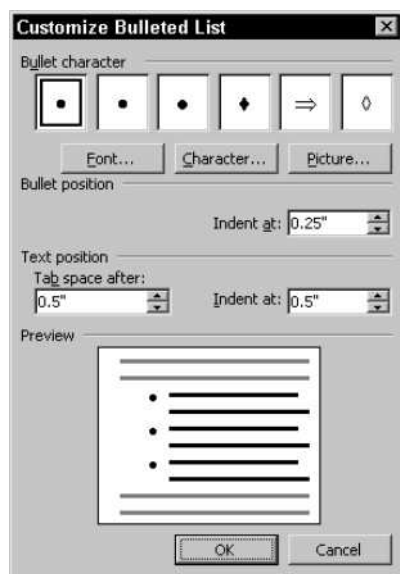 Customize Bulleted List
Bullet character
Font... Character... Picture...
Bullet position
Indent at: 0.25"
Text position
Tab space after:
0.5" Indent at: 0.5"
Preview
OK Cancel